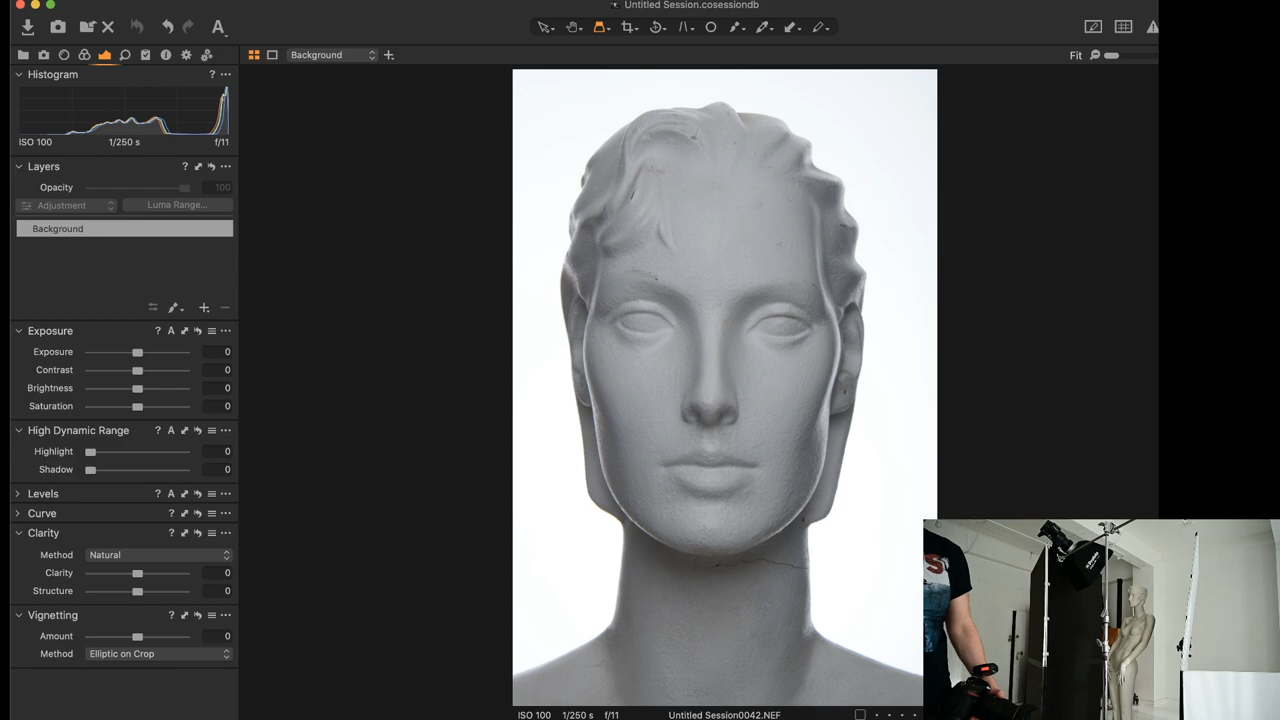 Untitled Session.cosessiondb
A
Background
Fit
Histogram ? ...
ISO 100 1/250 s f/11
Layers ? ...
Opacity 100
Adjustment Luma Range...
Background
Exposure ? A ...
Exposure 0
Contrast 0
Brightness 0
Saturation 0
High Dynamic Range ? A ...
Highlight 0
Shadow 0
Levels ? A ...
Curve ? ...
Clarity ? ...
Method Natural
Clarity 0
Structure 0
Vignetting ? ...
Amount 0
Method Elliptic on Crop
ISO 100 1/250 s f/11 Untitled Session0042.NEF